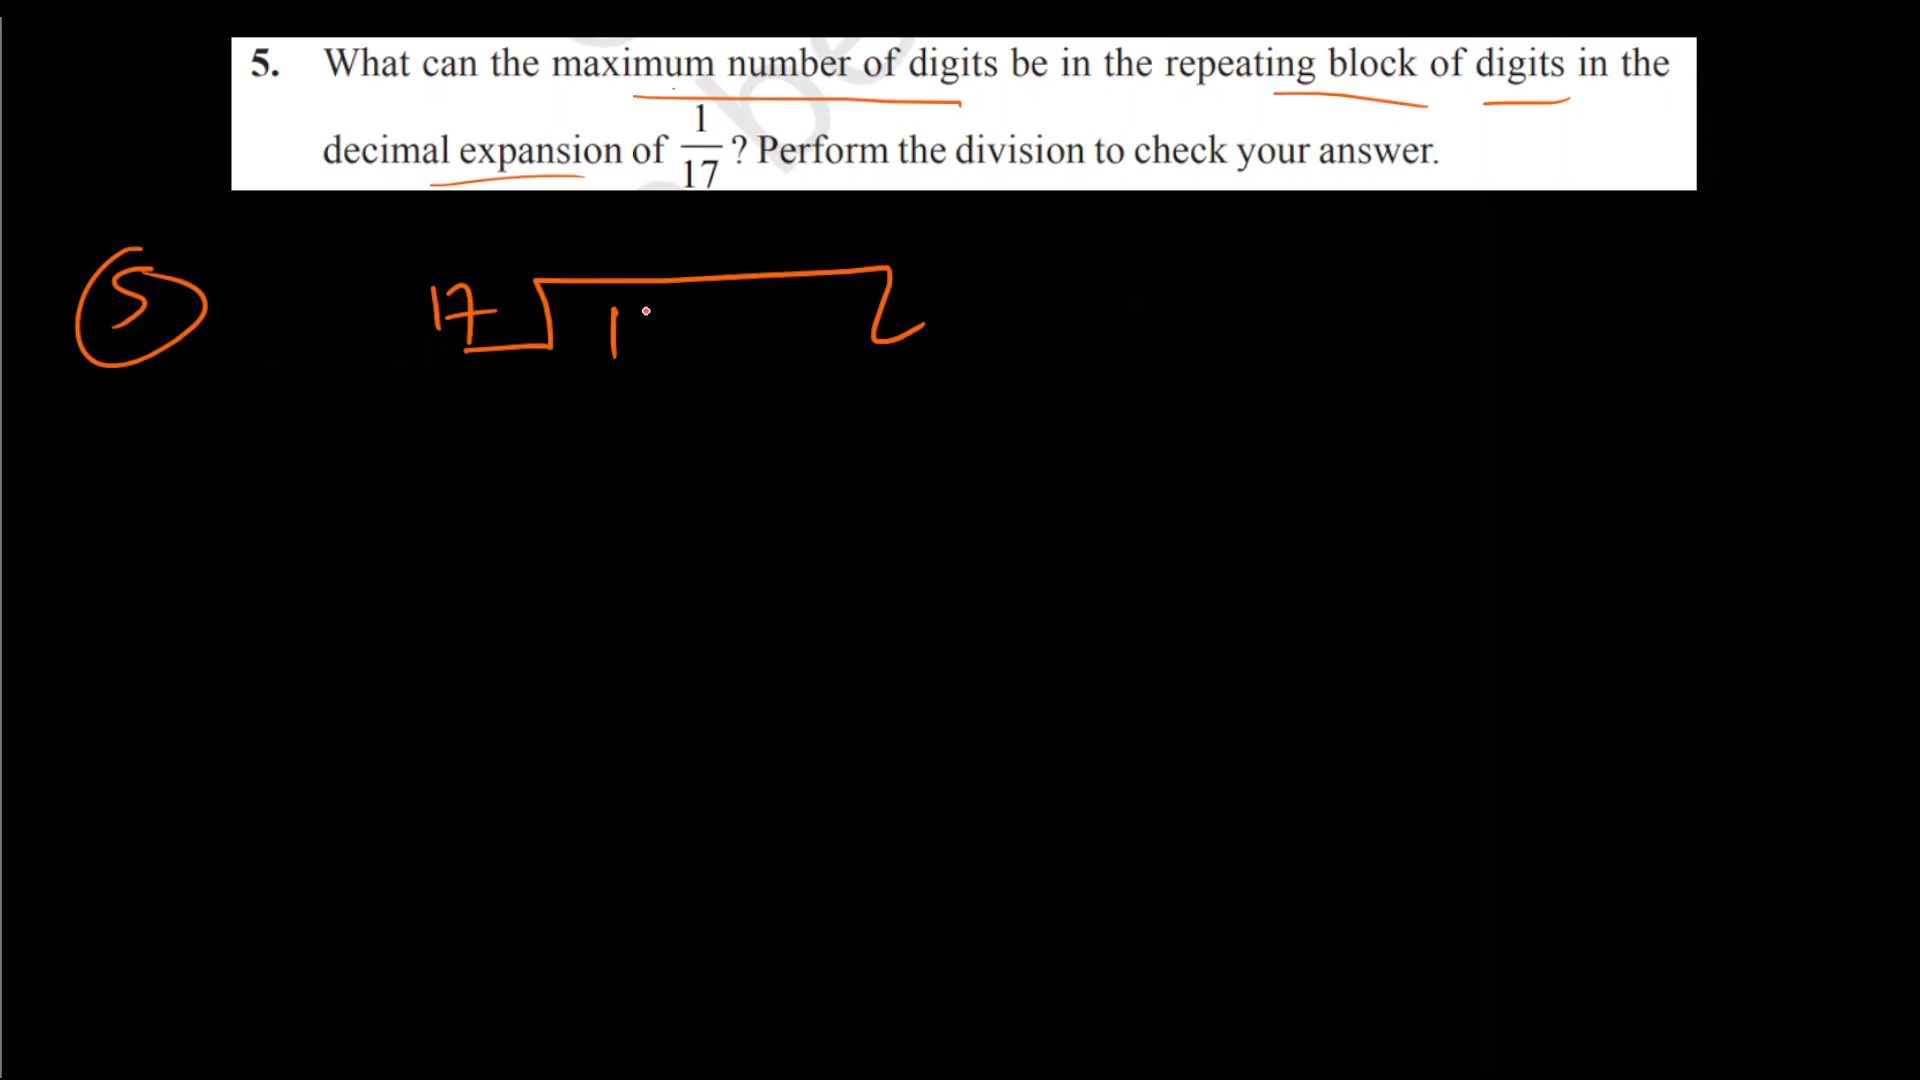 5. What can the maximum number of digits be in the repeating block of digits in the
decimal expansion of 1/17? Perform the division to check your answer.
5
17 1